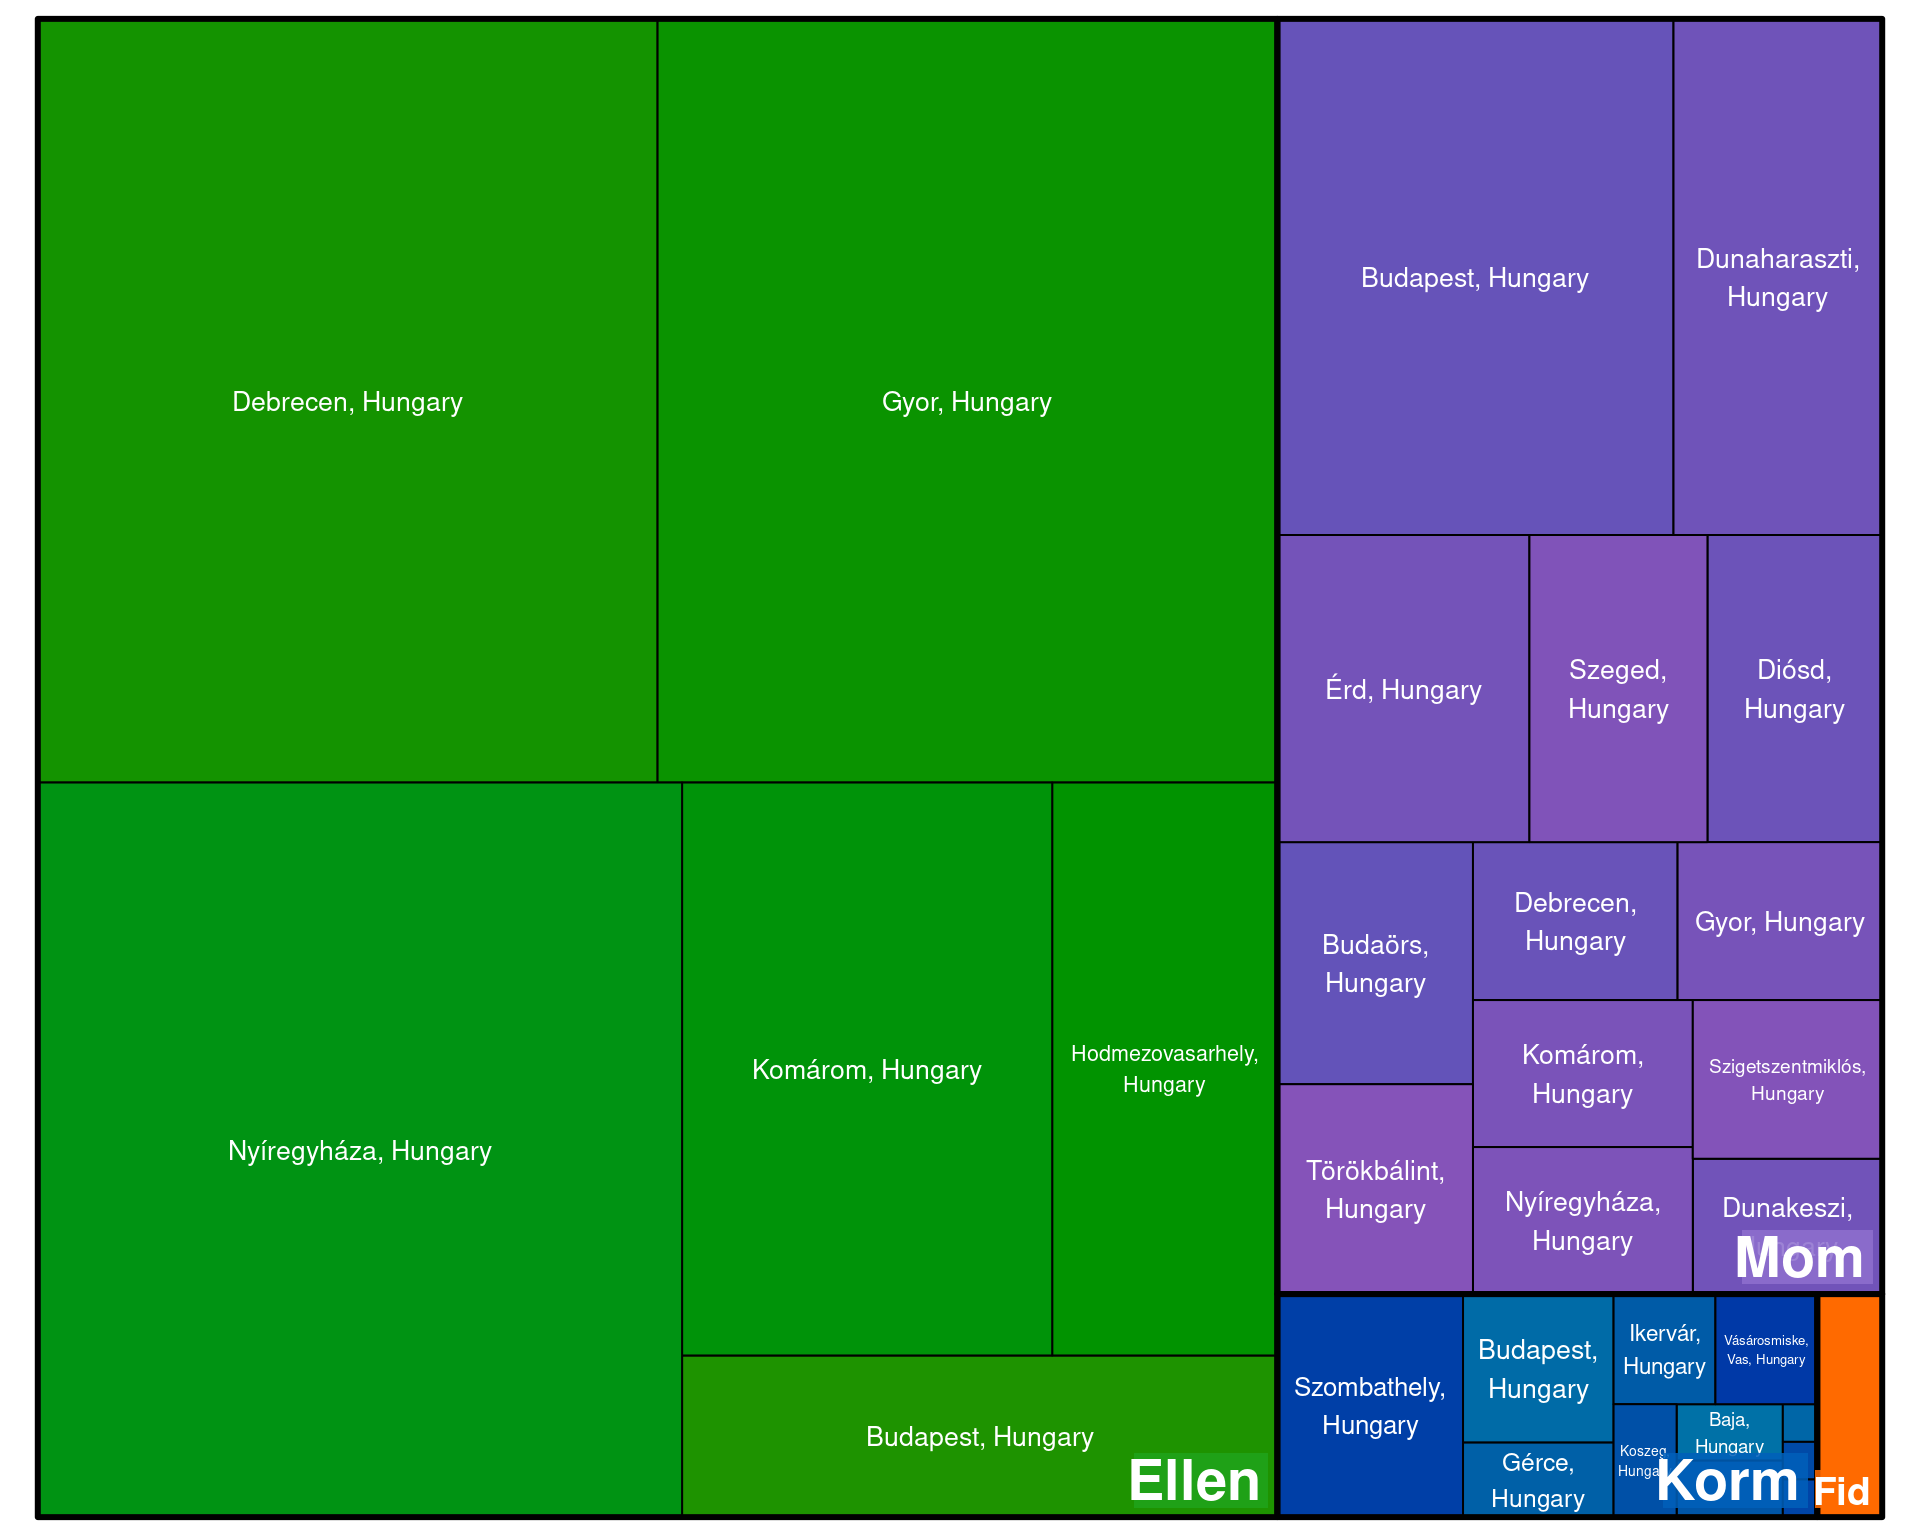 Debrecen, Hungary
Gyor, Hungary
Nyíregyháza, Hungary
Komárom, Hungary
Hodmezovasarhely,
Hungary
Budapest, Hungary
Ellen
Budapest, Hungary
Dunaharaszti,
Hungary
Érd, Hungary
Szeged,
Hungary
Diósd,
Hungary
Budaörs,
Hungary
Debrecen,
Hungary
Gyor, Hungary
Törökbálint,
Hungary
Komárom,
Hungary
Szigetszentmiklós,
Hungary
Nyíregyháza,
Hungary
Dunakeszi,
Mom
Szombathely,
Hungary
Budapest,
Hungary
Gérce,
Hungary
Ikervár,
Hungary
Vásárosmiske,
Vas, Hungary
Koszeg
Baja,
Hungary
Korm
Fid